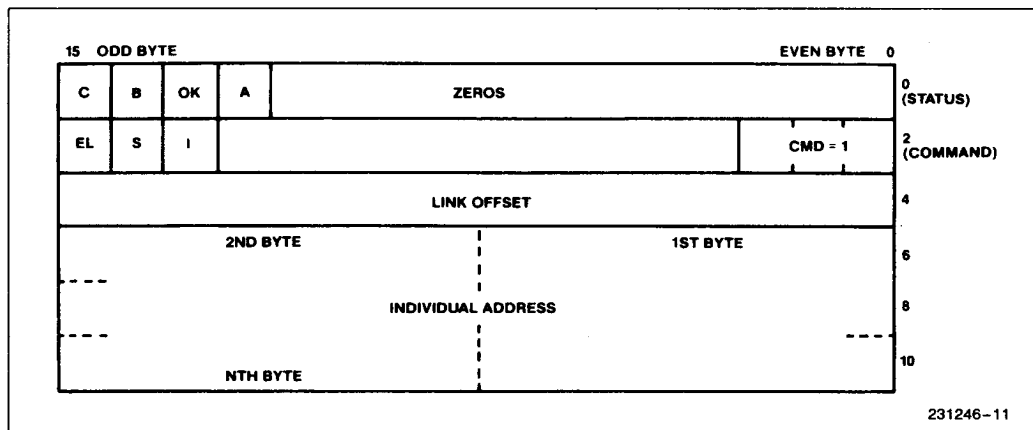 15 ODD BYTE EVEN BYTE 0
C B OK A ZEROS 0
(STATUS)
EL S I CMD = 1 2
(COMMAND)
LINK OFFSET 4
2ND BYTE 1ST BYTE
6
INDIVIDUAL ADDRESS 8
NTH BYTE 10
231246-11